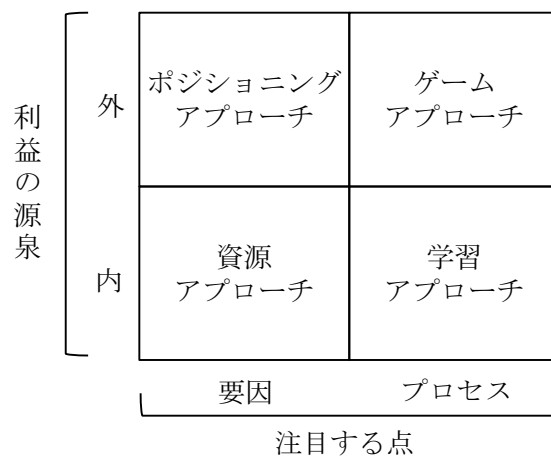 利益の源泉
外
ポジショニング
アプローチ
ゲーム
アプローチ
内
資源
アプローチ
学習
アプローチ
要因
プロセス
注目する点